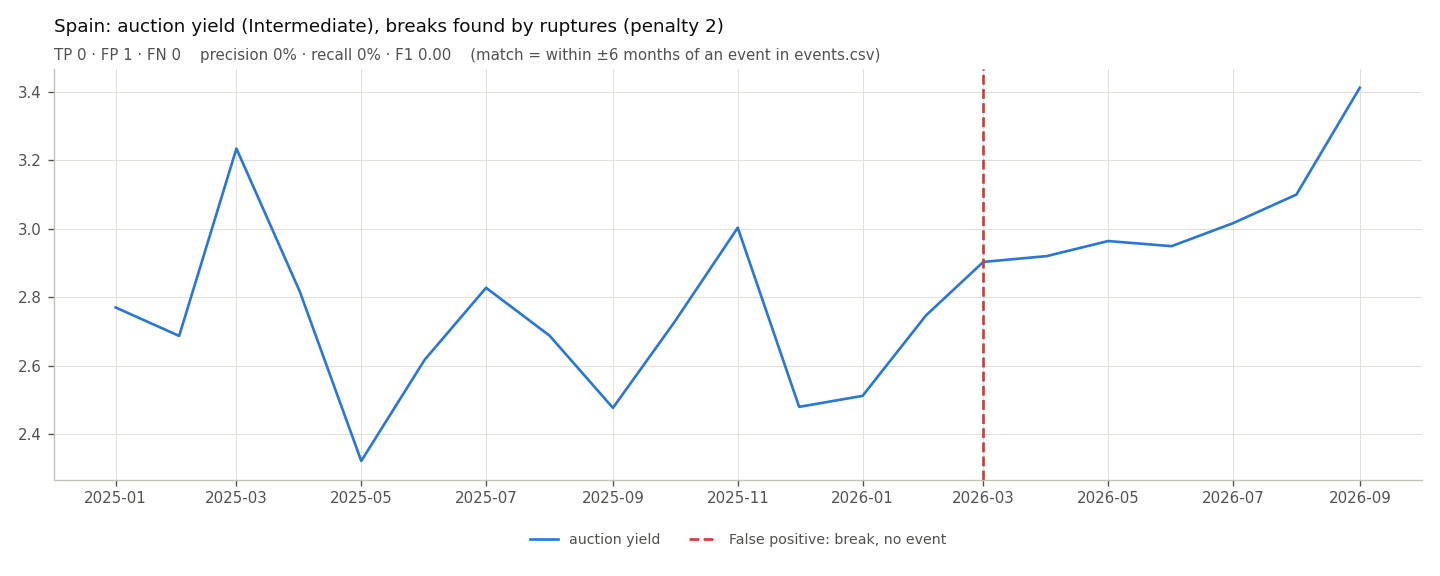 Spain: auction yield (Intermediate), breaks found by ruptures (penalty 2)
TP 0 · FP 1 · FN 0    precision 0% · recall 0% · F1 0.00    (match = within ±6 months of an event in events.csv)
3.4
3.2
3.0
2.8
2.6
2.4
2025-01 2025-03 2025-05 2025-07 2025-09 2025-11 2026-01 2026-03 2026-05 2026-07 2026-09
auction yield    False positive: break, no event